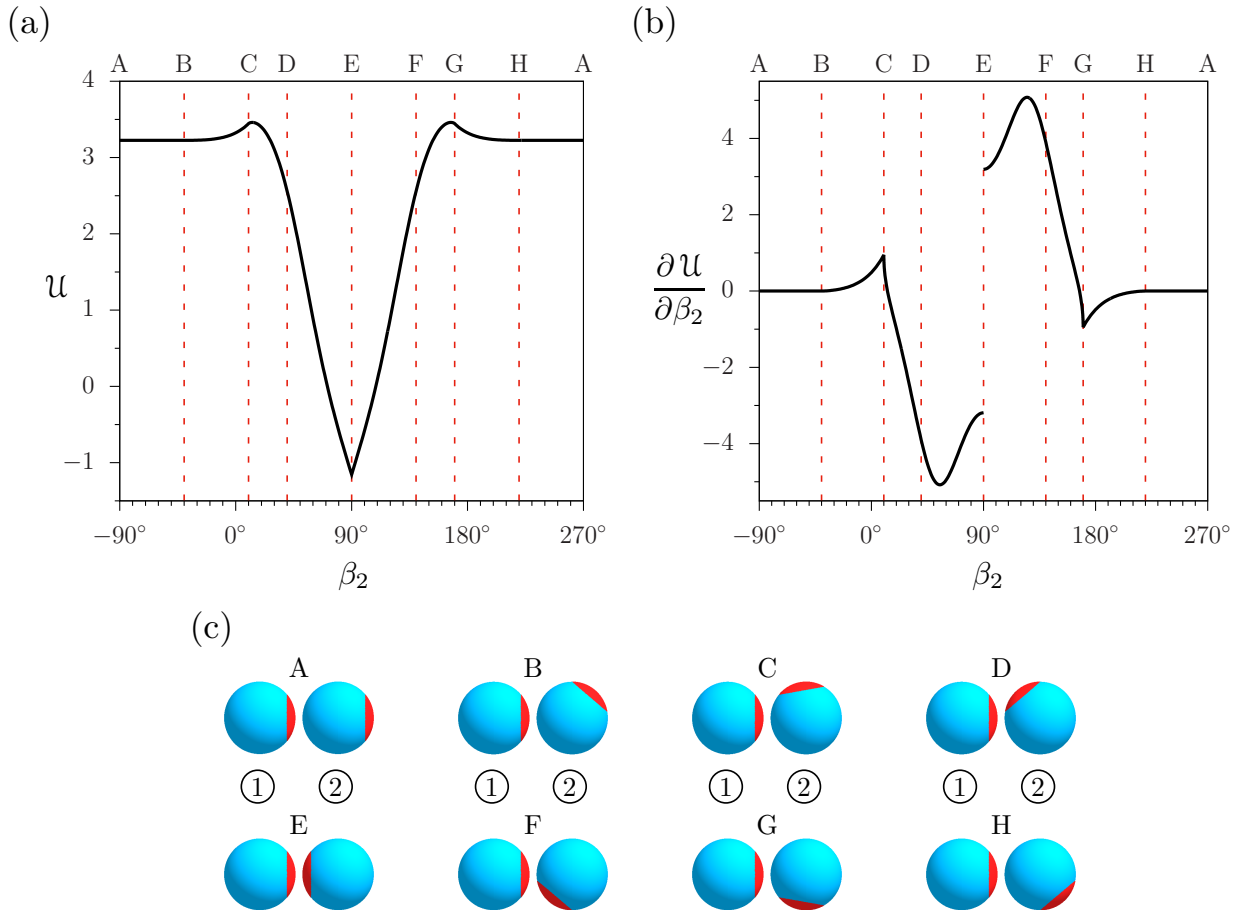 (a)
A B C D E F G H A
4
3
2
1
0
−1
𝒰
−90° 0° 90° 180° 270°
β₂
(b)
A B C D E F G H A
4
2
0
−2
−4
∂𝒰
∂β₂
−90° 0° 90° 180° 270°
β₂
(c)
A B C D
1 2 1 2 1 2 1 2
E F G H